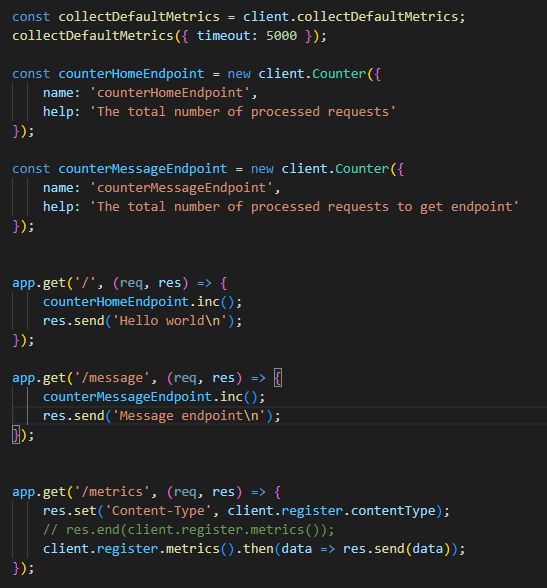 const collectDefaultMetrics = client.collectDefaultMetrics;
collectDefaultMetrics({ timeout: 5000 });
const counterHomeEndpoint = new client.Counter({
name: 'counterHomeEndpoint',
help: 'The total number of processed requests'
});
const counterMessageEndpoint = new client.Counter({
name: 'counterMessageEndpoint',
help: 'The total number of processed requests to get endpoint'
});
app.get('/', (req, res) => {
counterHomeEndpoint.inc();
res.send('Hello world\n');
});
app.get('/message', (req, res) => {
counterMessageEndpoint.inc();
res.send('Message endpoint\n');
});
app.get('/metrics', (req, res) => {
res.set('Content-Type', client.register.contentType);
// res.end(client.register.metrics());
client.register.metrics().then(data => res.send(data));
});